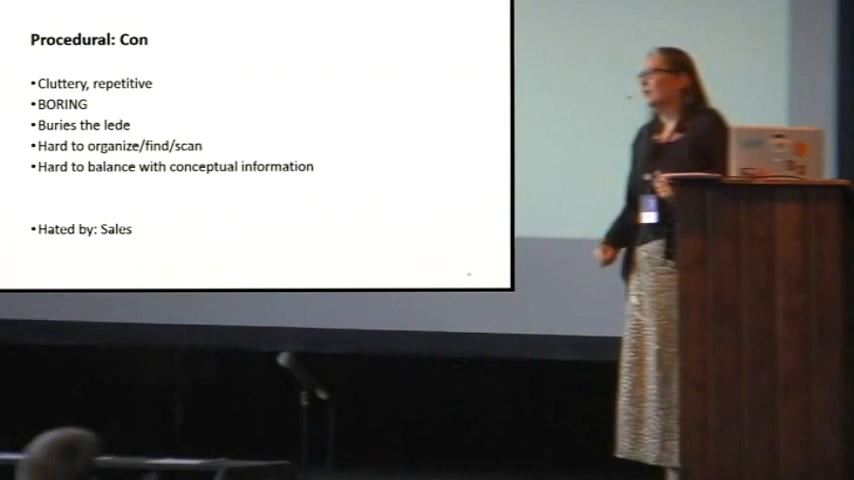 Procedural: Con
•Cluttery, repetitive
•BORING
•Buries the lede
•Hard to organize/find/scan
•Hard to balance with conceptual information
•Hated by: Sales